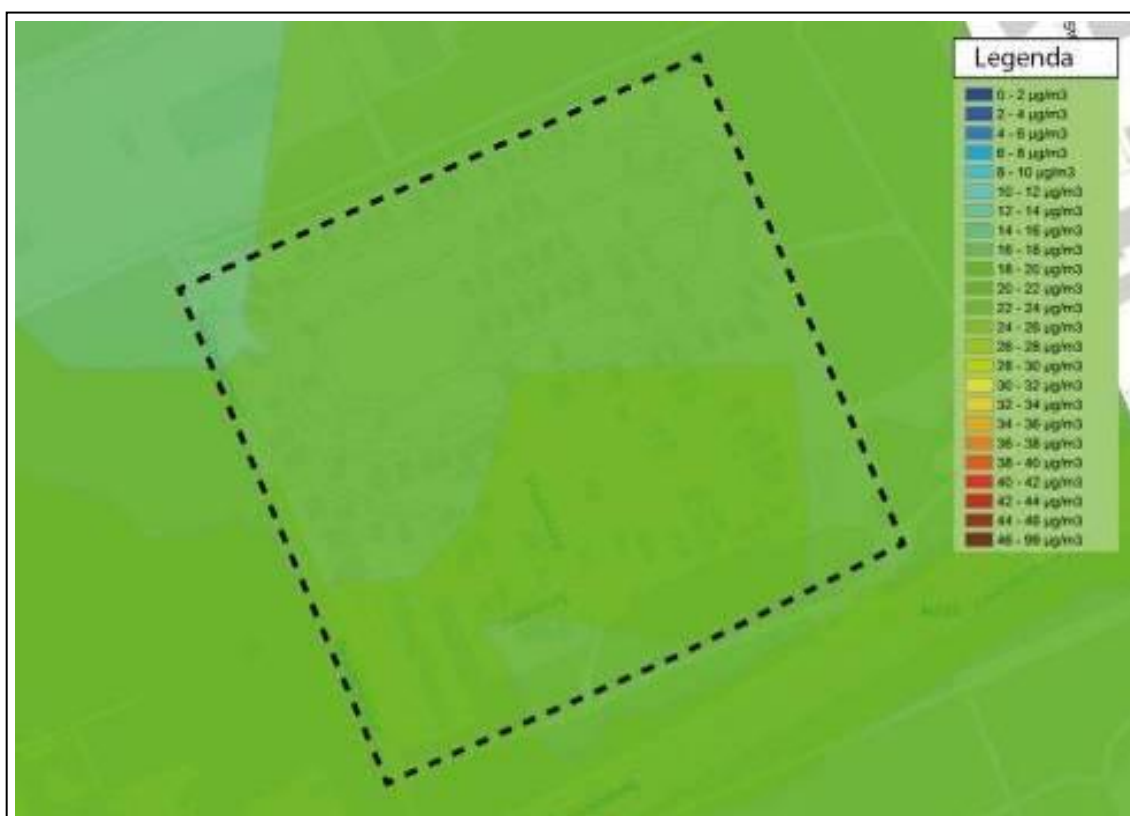 Legenda
0 - 2 µg/m3
2 - 4 µg/m3
4 - 6 µg/m3
6 - 8 µg/m3
8 - 10 µg/m3
10 - 12 µg/m3
12 - 14 µg/m3
14 - 16 µg/m3
16 - 18 µg/m3
18 - 20 µg/m3
20 - 22 µg/m3
22 - 24 µg/m3
24 - 26 µg/m3
26 - 28 µg/m3
28 - 30 µg/m3
30 - 32 µg/m3
32 - 34 µg/m3
34 - 36 µg/m3
36 - 38 µg/m3
38 - 40 µg/m3
40 - 42 µg/m3
42 - 44 µg/m3
44 - 46 µg/m3
46 - 99 µg/m3